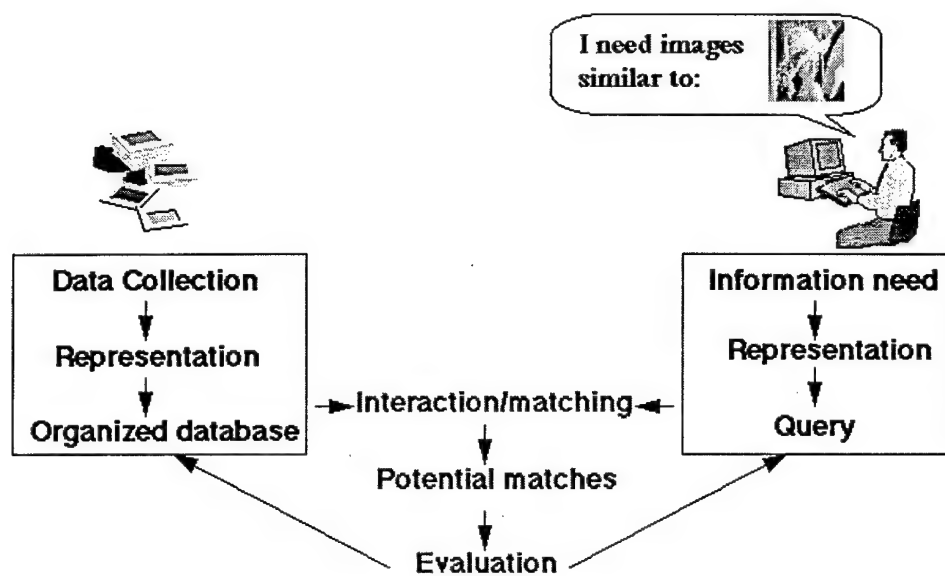 I need images
similar to:
Data Collection
Representation
Organized database
Information need
Representation
Query
Interaction/matching
Potential matches
Evaluation